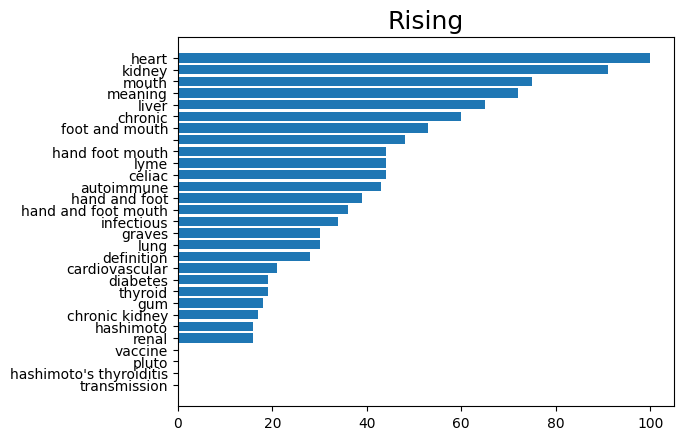 Rising
heart
kidney
mouth
meaning
liver
chronic
foot and mouth
hand foot mouth
lyme
celiac
autoimmune
hand and foot
hand and foot mouth
infectious
graves
lung
definition
cardiovascular
diabetes
thyroid
gum
chronic kidney
hashimoto
renal
vaccine
pluto
hashimoto's thyroiditis
transmission
0 20 40 60 80 100